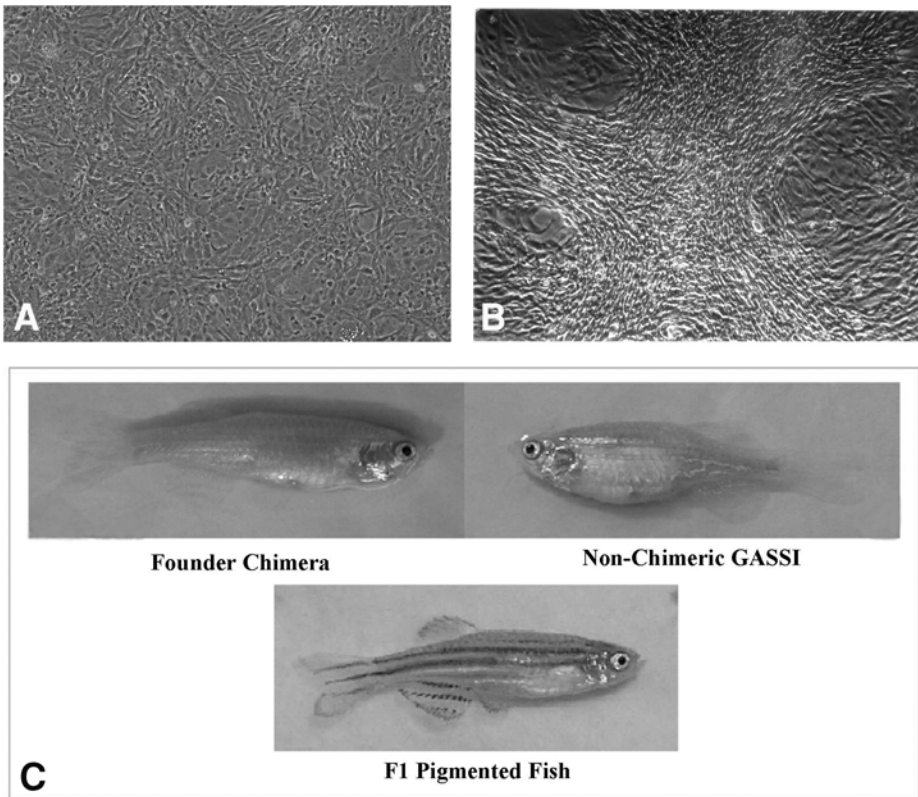 A
B
Founder Chimera
Non-Chimeric GASSI
F1 Pigmented Fish
C